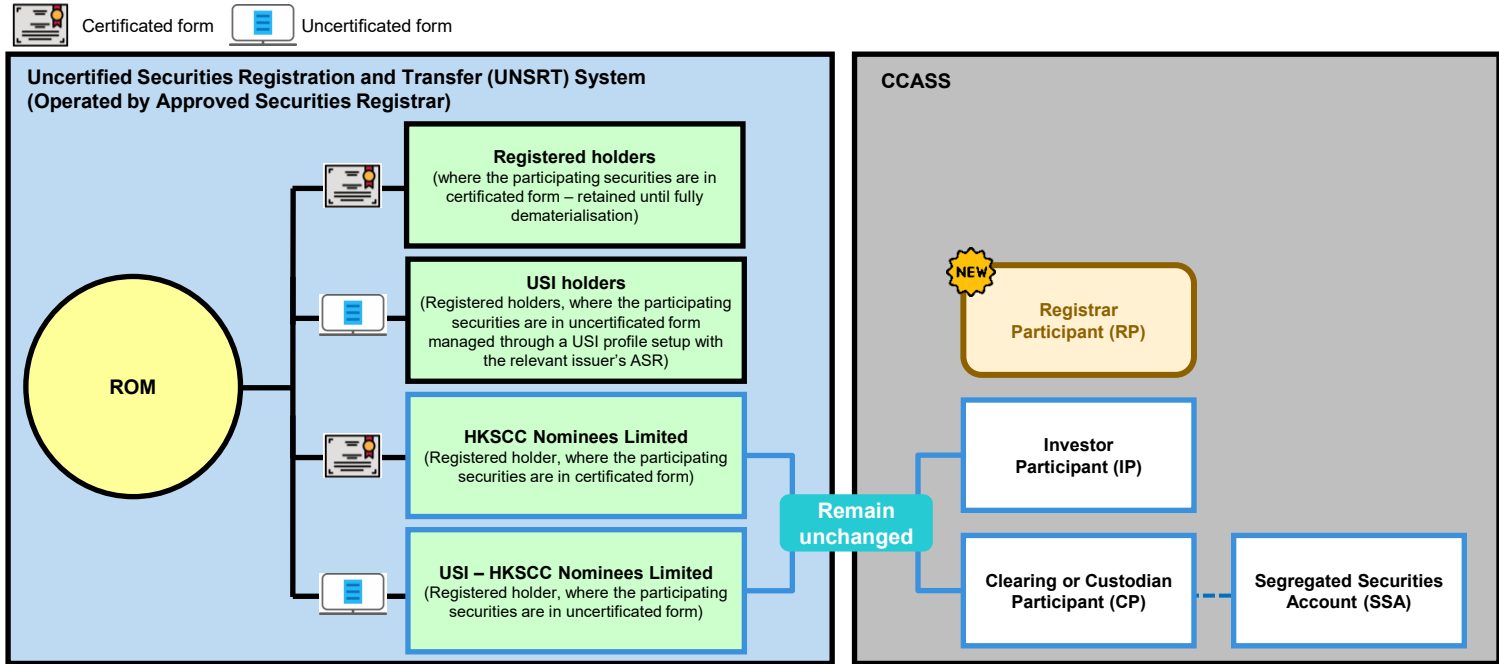 Certificated form
Uncertificated form
Uncertified Securities Registration and Transfer (UNSRT) System
(Operated by Approved Securities Registrar)
ROM
Registered holders
(where the participating securities are in
certificated form – retained until fully
dematerialisation)
USI holders
(Registered holders, where the participating
securities are in uncertificated form
managed through a USI profile setup with
the relevant issuer's ASR)
HKSCC Nominees Limited
(Registered holder, where the participating
securities are in certificated form)
USI – HKSCC Nominees Limited
(Registered holder, where the participating
securities are in uncertificated form)
Remain
unchanged
CCASS
NEW
Registrar
Participant (RP)
Investor
Participant (IP)
Clearing or Custodian
Participant (CP)
Segregated Securities
Account (SSA)